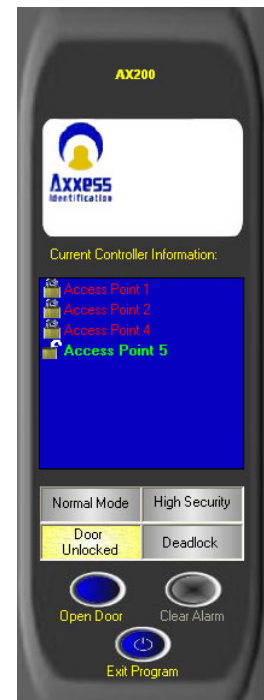 AX200
Axxess
Identification
Current Controller Information:
Access Point 1
Access Point 2
Access Point 4
Access Point 5
Normal Mode
High Security
Door
Unlocked
Deadlock
Open Door
Clear Alarm
Exit Program